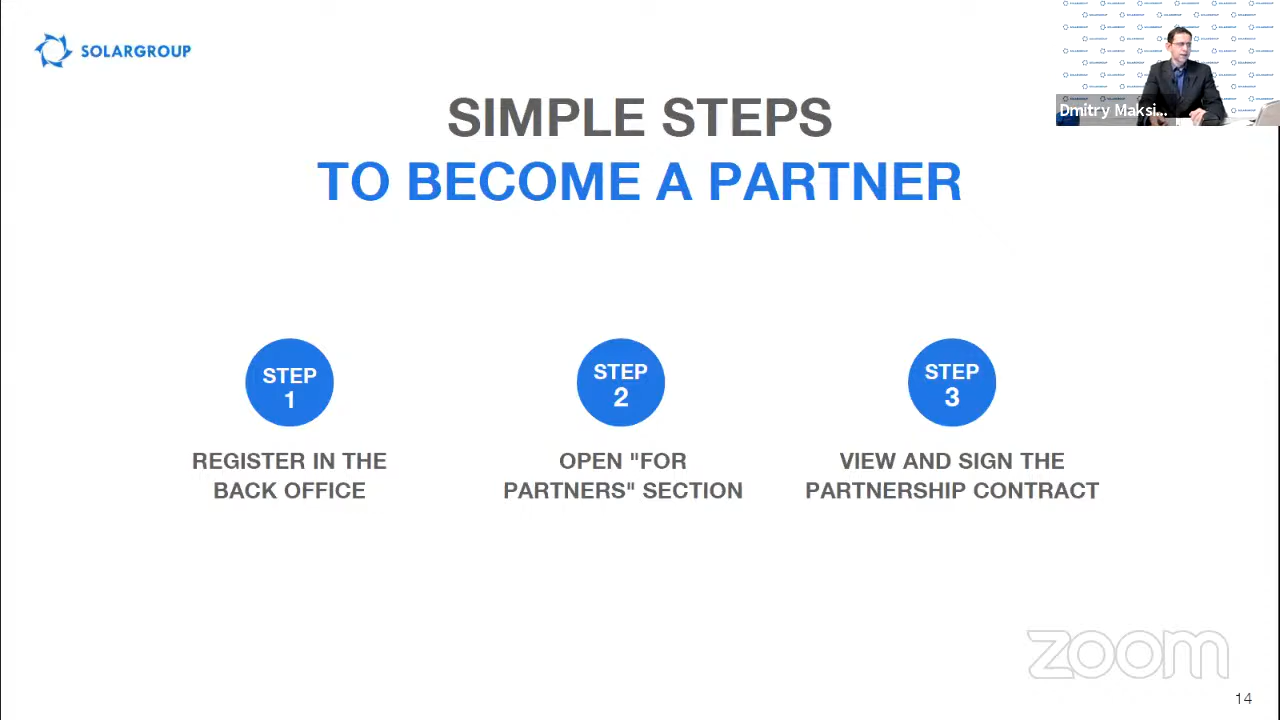 SOLARGROUP
Dmitry Maksi...
SIMPLE STEPS
TO BECOME A PARTNER
STEP
1
REGISTER IN THE
BACK OFFICE
STEP
2
OPEN "FOR
PARTNERS" SECTION
STEP
3
VIEW AND SIGN THE
PARTNERSHIP CONTRACT
zoom
14